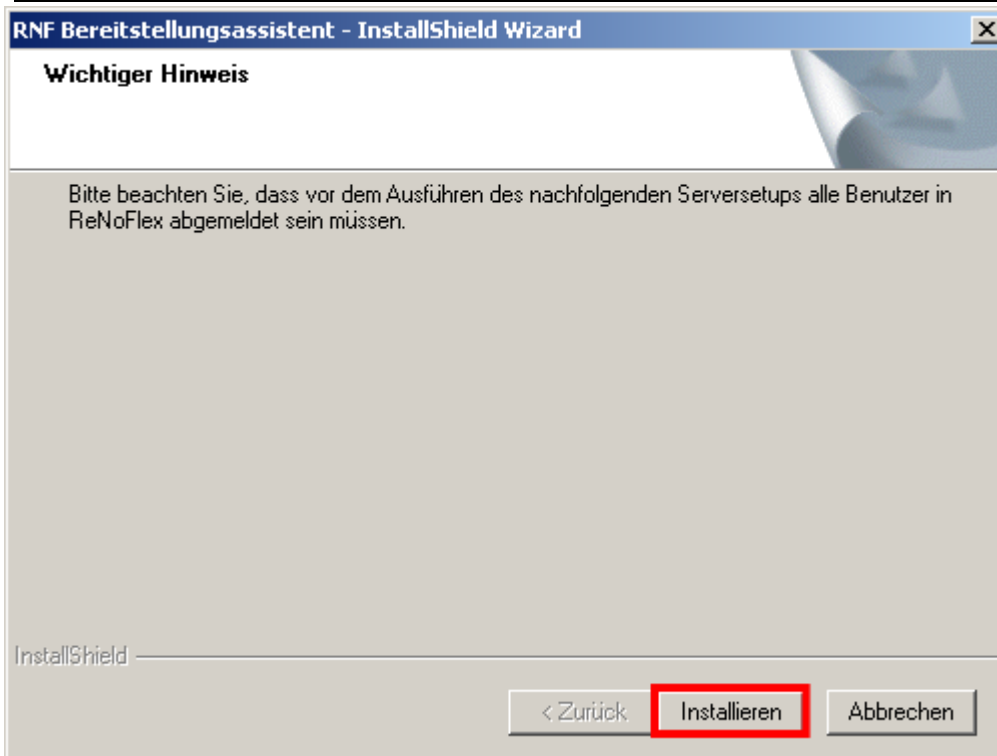 RNF Bereitstellungsassistent - InstallShield Wizard
Wichtiger Hinweis
Bitte beachten Sie, dass vor dem Ausführen des nachfolgenden Serversetups alle Benutzer in
ReNoFlex abgemeldet sein müssen.
InstallShield
< Zurück
Installieren
Abbrechen